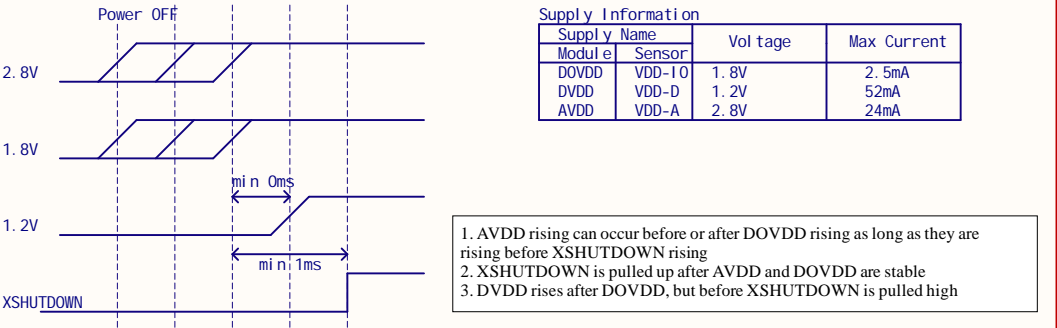 Power OFF
2.8V
1.8V
min 0ms
1.2V
min 1ms
XSHUTDOWN
Supply Information
Supply Name Voltage Max Current
Module Sensor
DOVDD VDD-IO 1.8V 2.5mA
DVDD VDD-D 1.2V 52mA
AVDD VDD-A 2.8V 24mA
1. AVDD rising can occur before or after DOVDD rising as long as they are
rising before XSHUTDOWN rising
2. XSHUTDOWN is pulled up after AVDD and DOVDD are stable
3. DVDD rises after DOVDD, but before XSHUTDOWN is pulled high